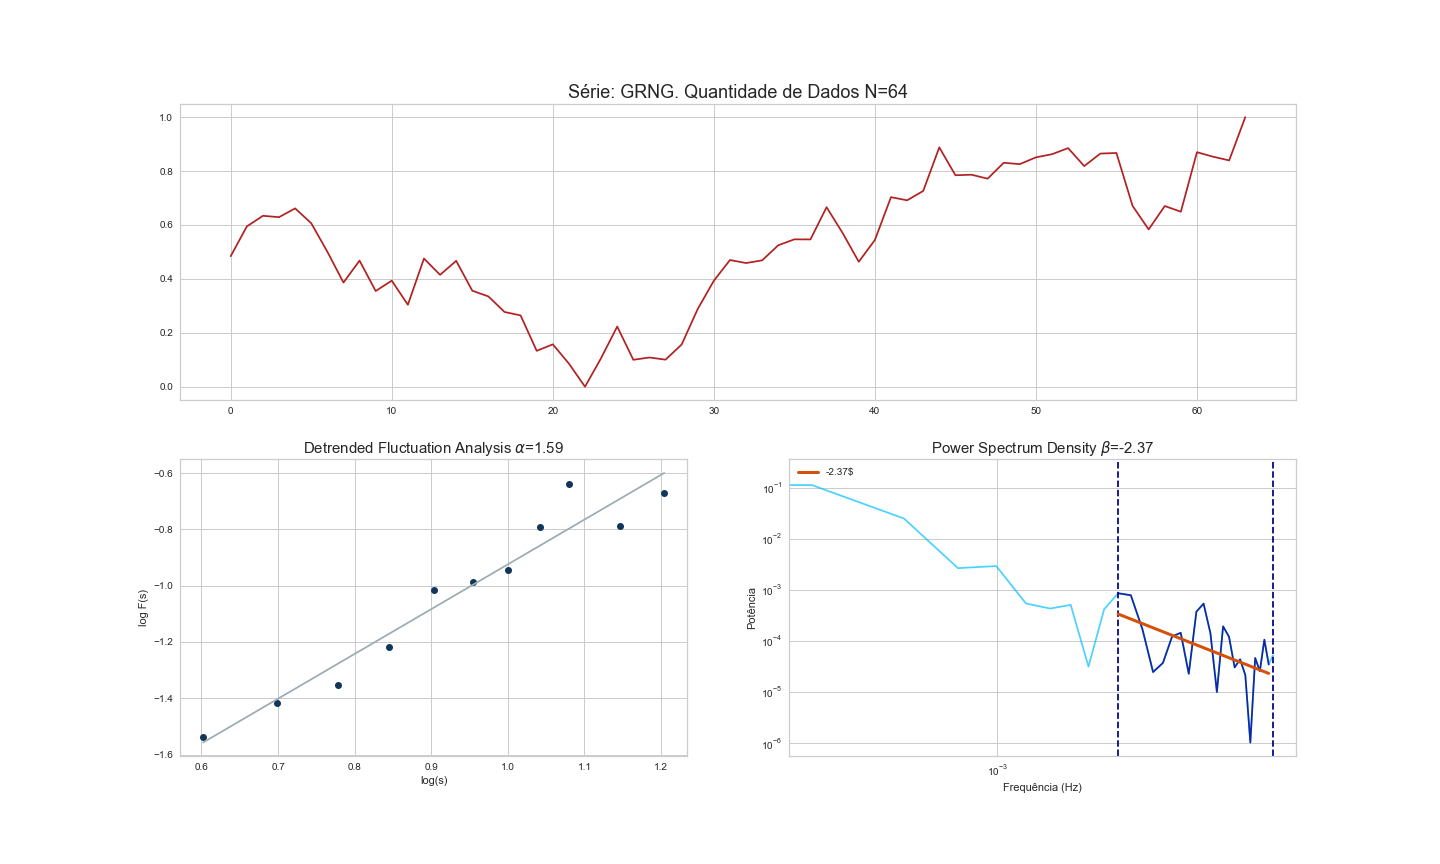 Série: GRNG. Quantidade de Dados N=64
1.0
0.8
0.6
0.4
0.2
0.0
0 10 20 30 40 50 60
Detrended Fluctuation Analysis α=1.59
−0.6
−0.8
−1.0
−1.2
−1.4
−1.6
log F(s)
0.6 0.7 0.8 0.9 1.0 1.1 1.2
log(s)
Power Spectrum Density β=-2.37
-2.37$
10⁻¹
10⁻²
10⁻³
10⁻⁴
10⁻⁵
10⁻⁶
Potência
10⁻³
Frequência (Hz)